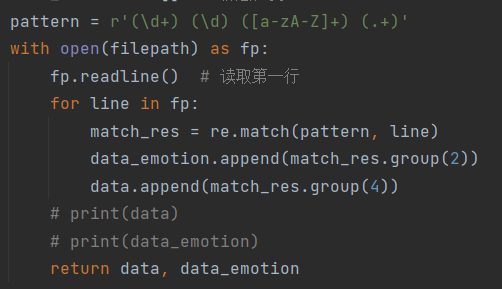 pattern = r'(\d+) (\d) ([a-zA-Z]+) (.+)'
with open(filepath) as fp:
    fp.readline()  # 读取第一行
    for line in fp:
        match_res = re.match(pattern, line)
        data_emotion.append(match_res.group(2))
        data.append(match_res.group(4))
    # print(data)
    # print(data_emotion)
    return data, data_emotion